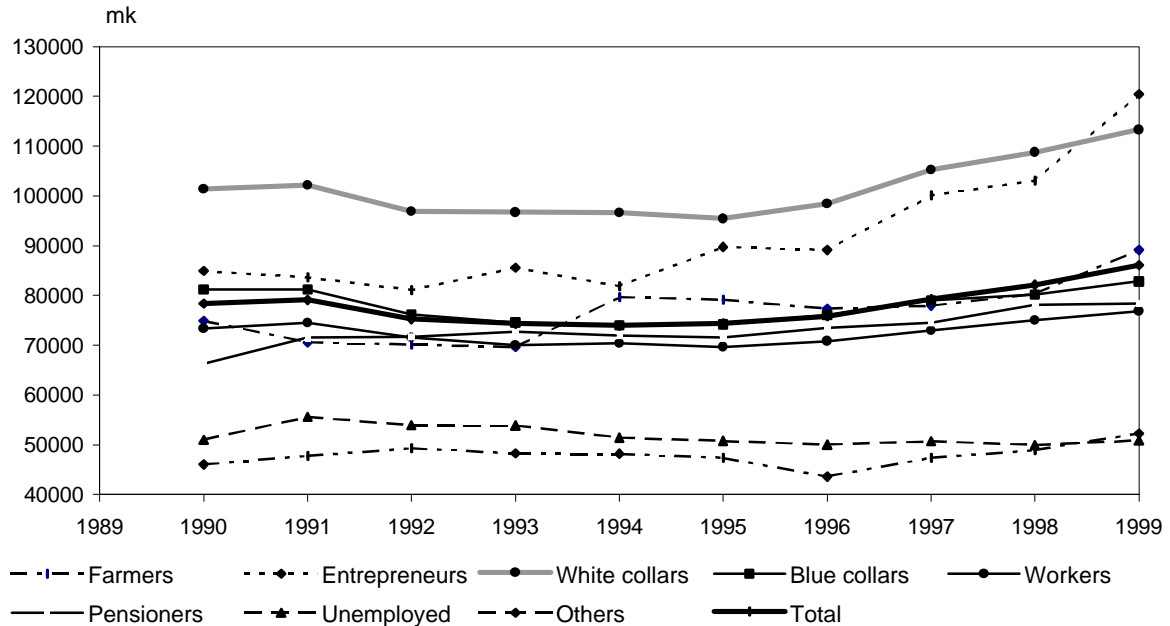 mk
130000
120000
110000
100000
90000
80000
70000
60000
50000
40000
1989 1990 1991 1992 1993 1994 1995 1996 1997 1998 1999
Farmers Entrepreneurs White collars Blue collars Workers
Pensioners Unemployed Others Total